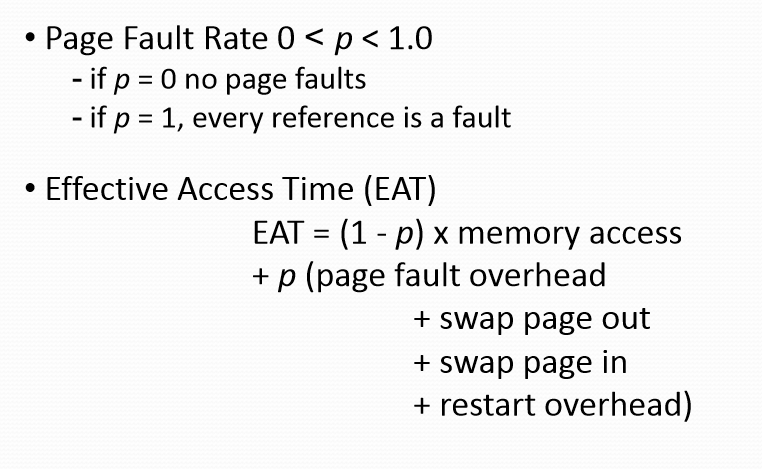 • Page Fault Rate 0 < p < 1.0
- if p = 0 no page faults
- if p = 1, every reference is a fault
• Effective Access Time (EAT)
EAT = (1 - p) x memory access
+ p (page fault overhead
+ swap page out
+ swap page in
+ restart overhead)